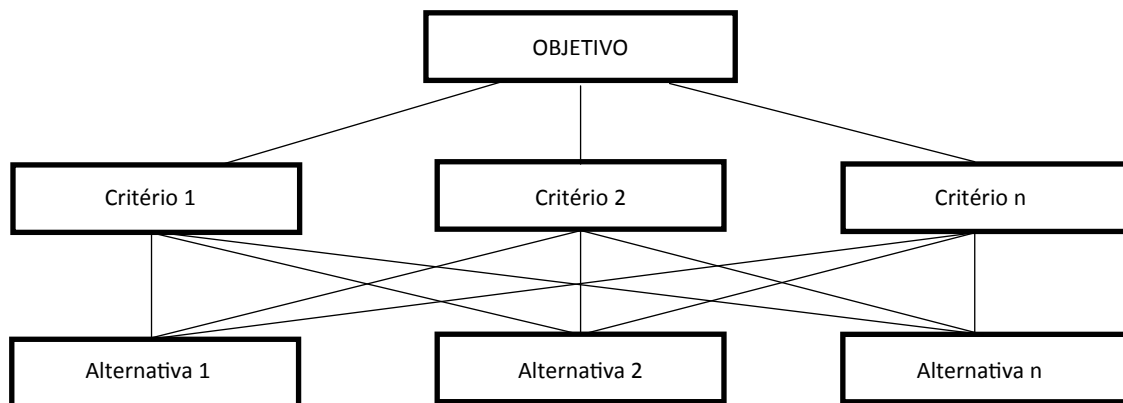 OBJETIVO
Critério 1
Critério 2
Critério n
Alternativa 1
Alternativa 2
Alternativa n